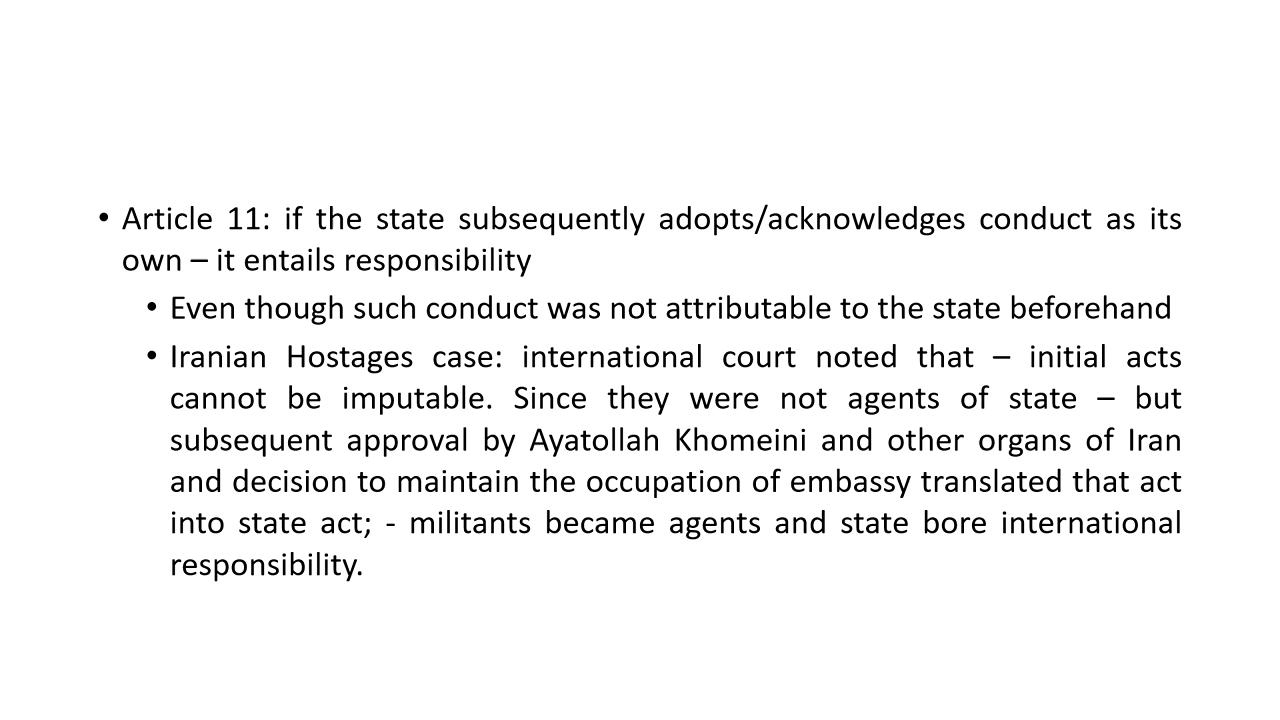 • Article 11: if the state subsequently adopts/acknowledges conduct as its
own – it entails responsibility
• Even though such conduct was not attributable to the state beforehand
• Iranian Hostages case: international court noted that – initial acts
cannot be imputable. Since they were not agents of state – but
subsequent approval by Ayatollah Khomeini and other organs of Iran
and decision to maintain the occupation of embassy translated that act
into state act; - militants became agents and state bore international
responsibility.